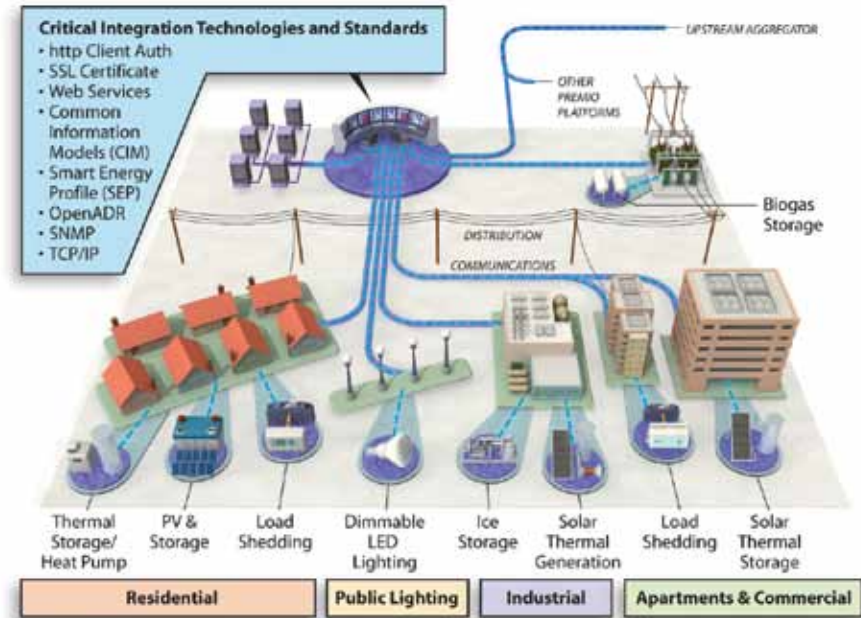 Critical Integration Technologies and Standards
• http Client Auth
• SSL Certificate
• Web Services
• Common
Information
Models (CIM)
• Smart Energy
Profile (SEP)
• OpenADR
• SNMP
• TCP/IP
UPSTREAM AGGREGATOR
OTHER
PREMIO
PLATFORMS
Biogas
Storage
DISTRIBUTION
COMMUNICATIONS
Thermal
Storage/
Heat Pump
PV &
Storage
Load
Shedding
Dimmable
LED
Lighting
Ice
Storage
Solar
Thermal
Generation
Load
Shedding
Solar
Thermal
Storage
Residential
Public Lighting
Industrial
Apartments & Commercial